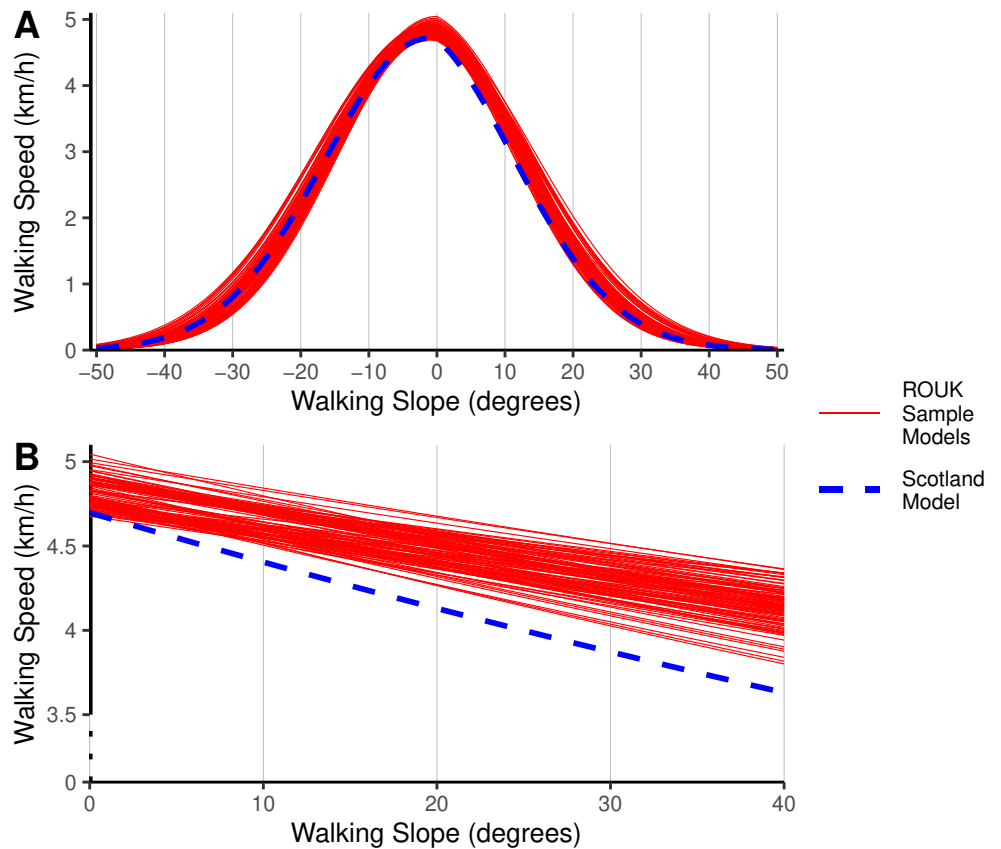 A
Walking Speed (km/h)
5
4
3
2
1
0
−50 −40 −30 −20 −10 0 10 20 30 40 50
Walking Slope (degrees)
ROUK
Sample
Models
Scotland
Model
B
Walking Speed (km/h)
5
4.5
4
3.5
0
0 10 20 30 40
Walking Slope (degrees)